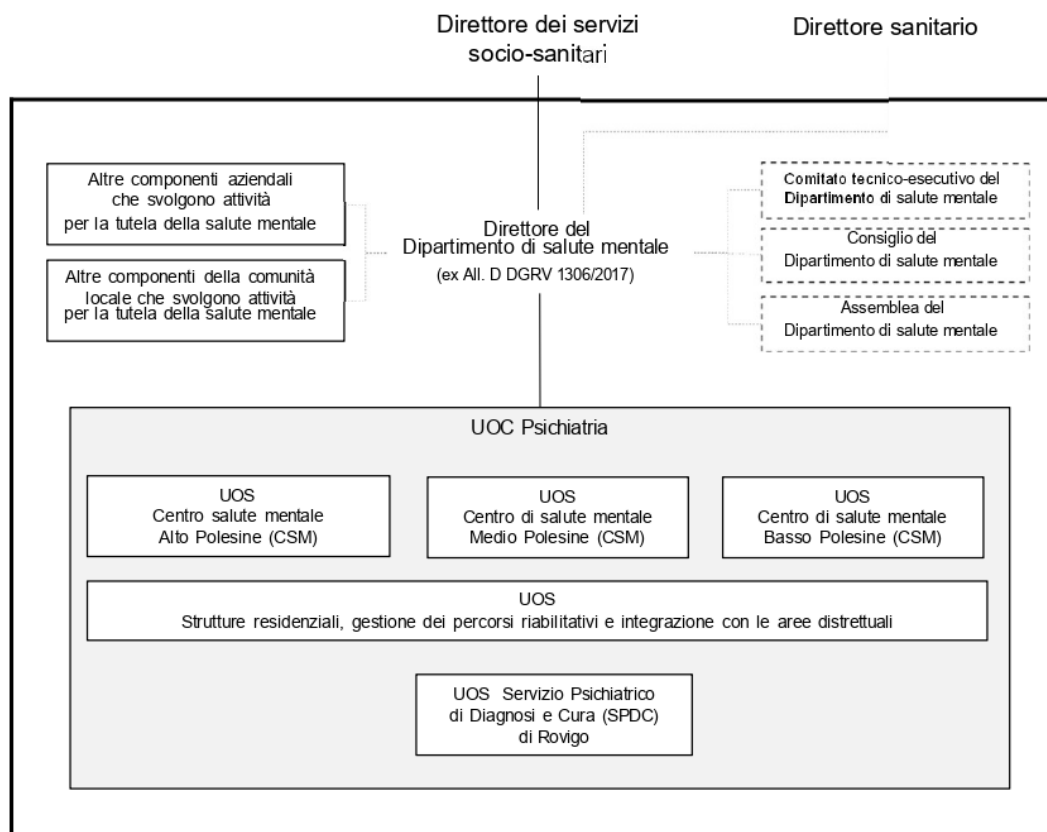 Direttore dei servizi
socio-sanitari
Direttore sanitario
Altre componenti aziendali
che svolgono attività
per la tutela della salute mentale
Altre componenti della comunità
locale che svolgono attività
per la tutela della salute mentale
Direttore del
Dipartimento di salute mentale
(ex All. D DGRV 1306/2017)
Comitato tecnico-esecutivo del
Dipartimento di salute mentale
Consiglio del
Dipartimento di salute mentale
Assemblea del
Dipartimento di salute mentale
UOC Psichiatria
UOS
Centro salute mentale
Alto Polesine (CSM)
UOS
Centro di salute mentale
Medio Polesine (CSM)
UOS
Centro di salute mentale
Basso Polesine (CSM)
UOS
Strutture residenziali, gestione dei percorsi riabilitativi e integrazione con le aree distrettuali
UOS Servizio Psichiatrico
di Diagnosi e Cura (SPDC)
di Rovigo